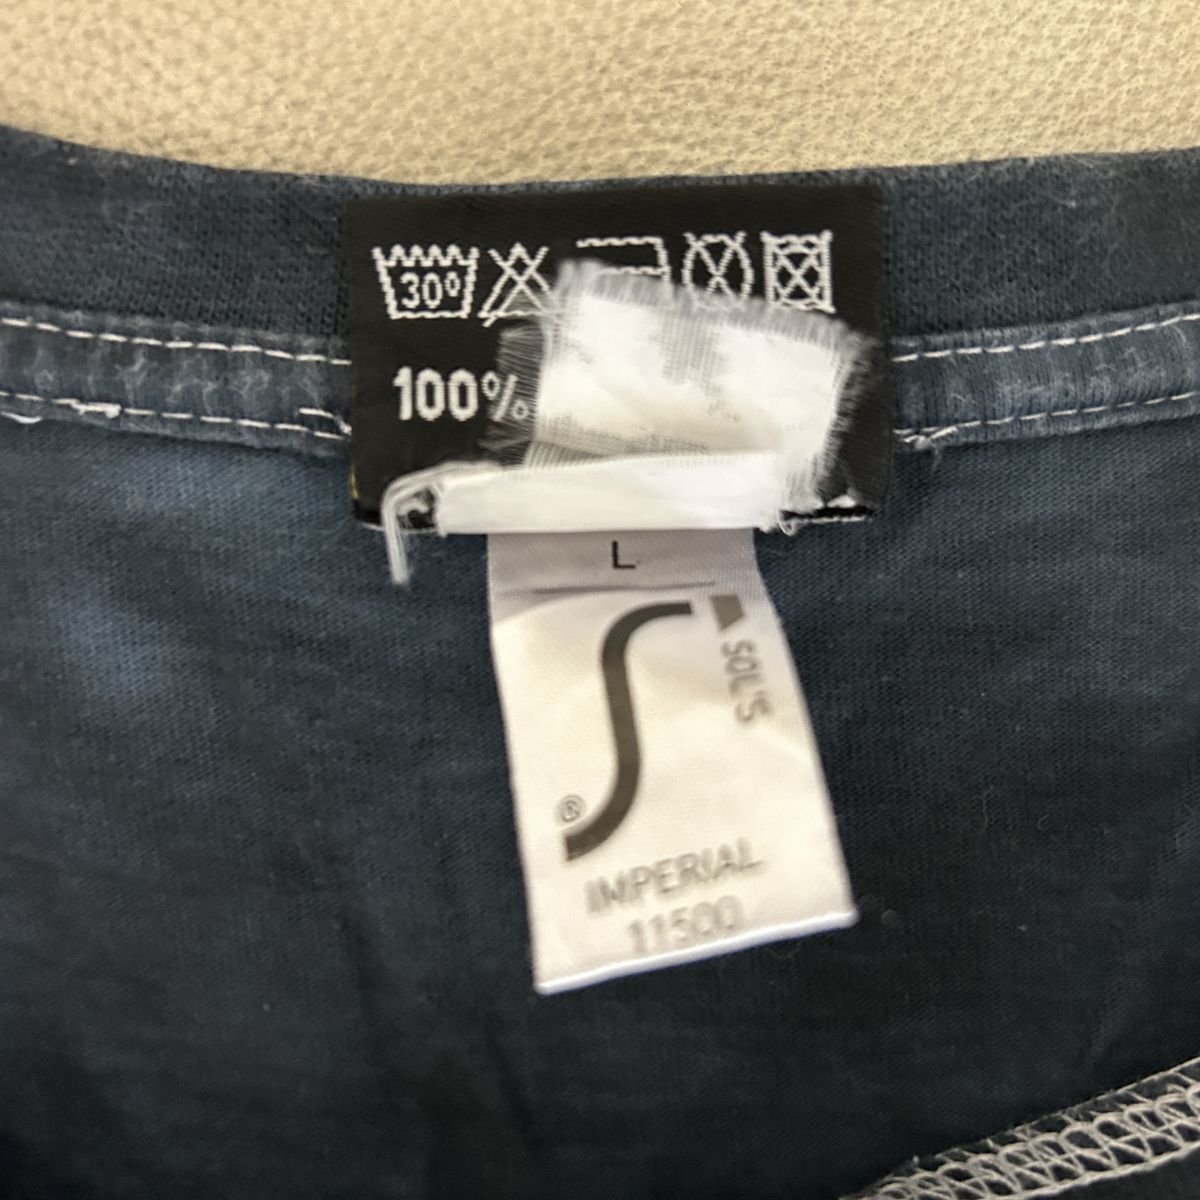 30°
100%
L
SOL'S
®
IMPERIAL
11500